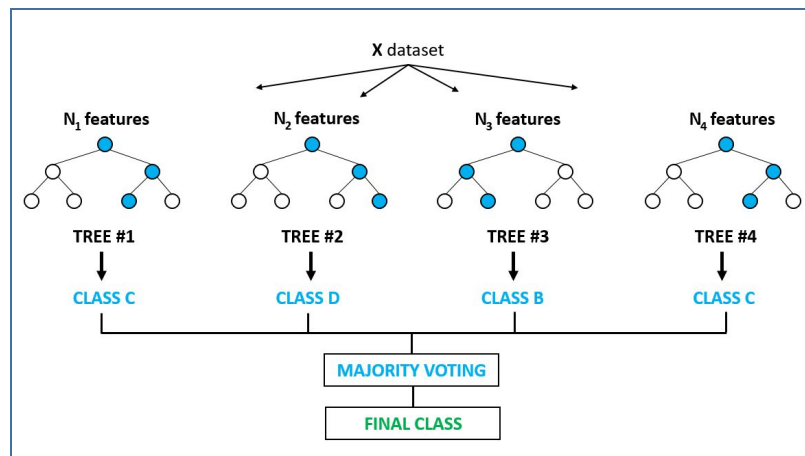 X dataset
N₁ features
N₂ features
N₃ features
N₄ features
TREE #1
TREE #2
TREE #3
TREE #4
CLASS C
CLASS D
CLASS B
CLASS C
MAJORITY VOTING
FINAL CLASS